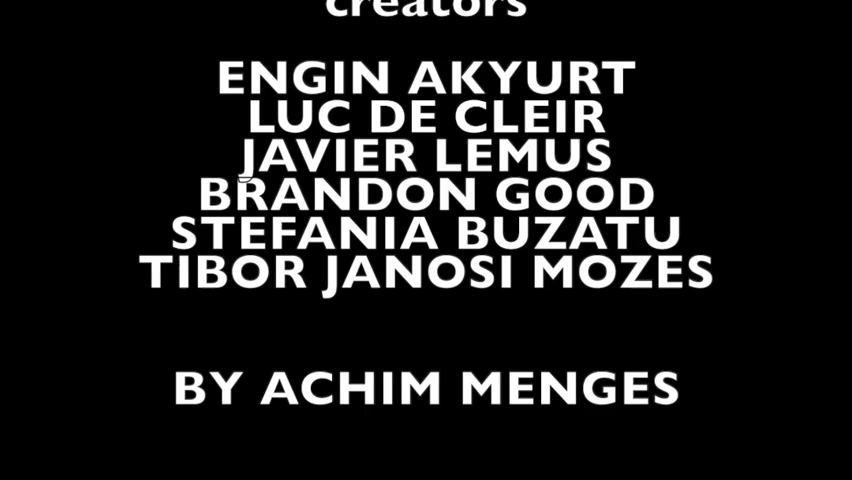 creators
ENGIN AKYURT
LUC DE CLEIR
JAVIER LEMUS
BRANDON GOOD
STEFANIA BUZATU
TIBOR JANOSI MOZES
BY ACHIM MENGES